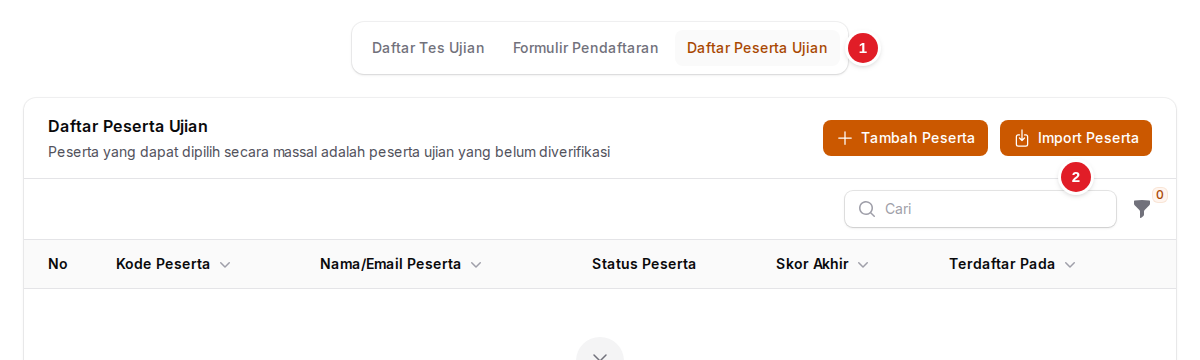 Daftar Tes Ujian Formulir Pendaftaran Daftar Peserta Ujian 1
Daftar Peserta Ujian
Peserta yang dapat dipilih secara massal adalah peserta ujian yang belum diverifikasi
Tambah Peserta Import Peserta
2
Cari 0
No Kode Peserta Nama/Email Peserta Status Peserta Skor Akhir Terdaftar Pada